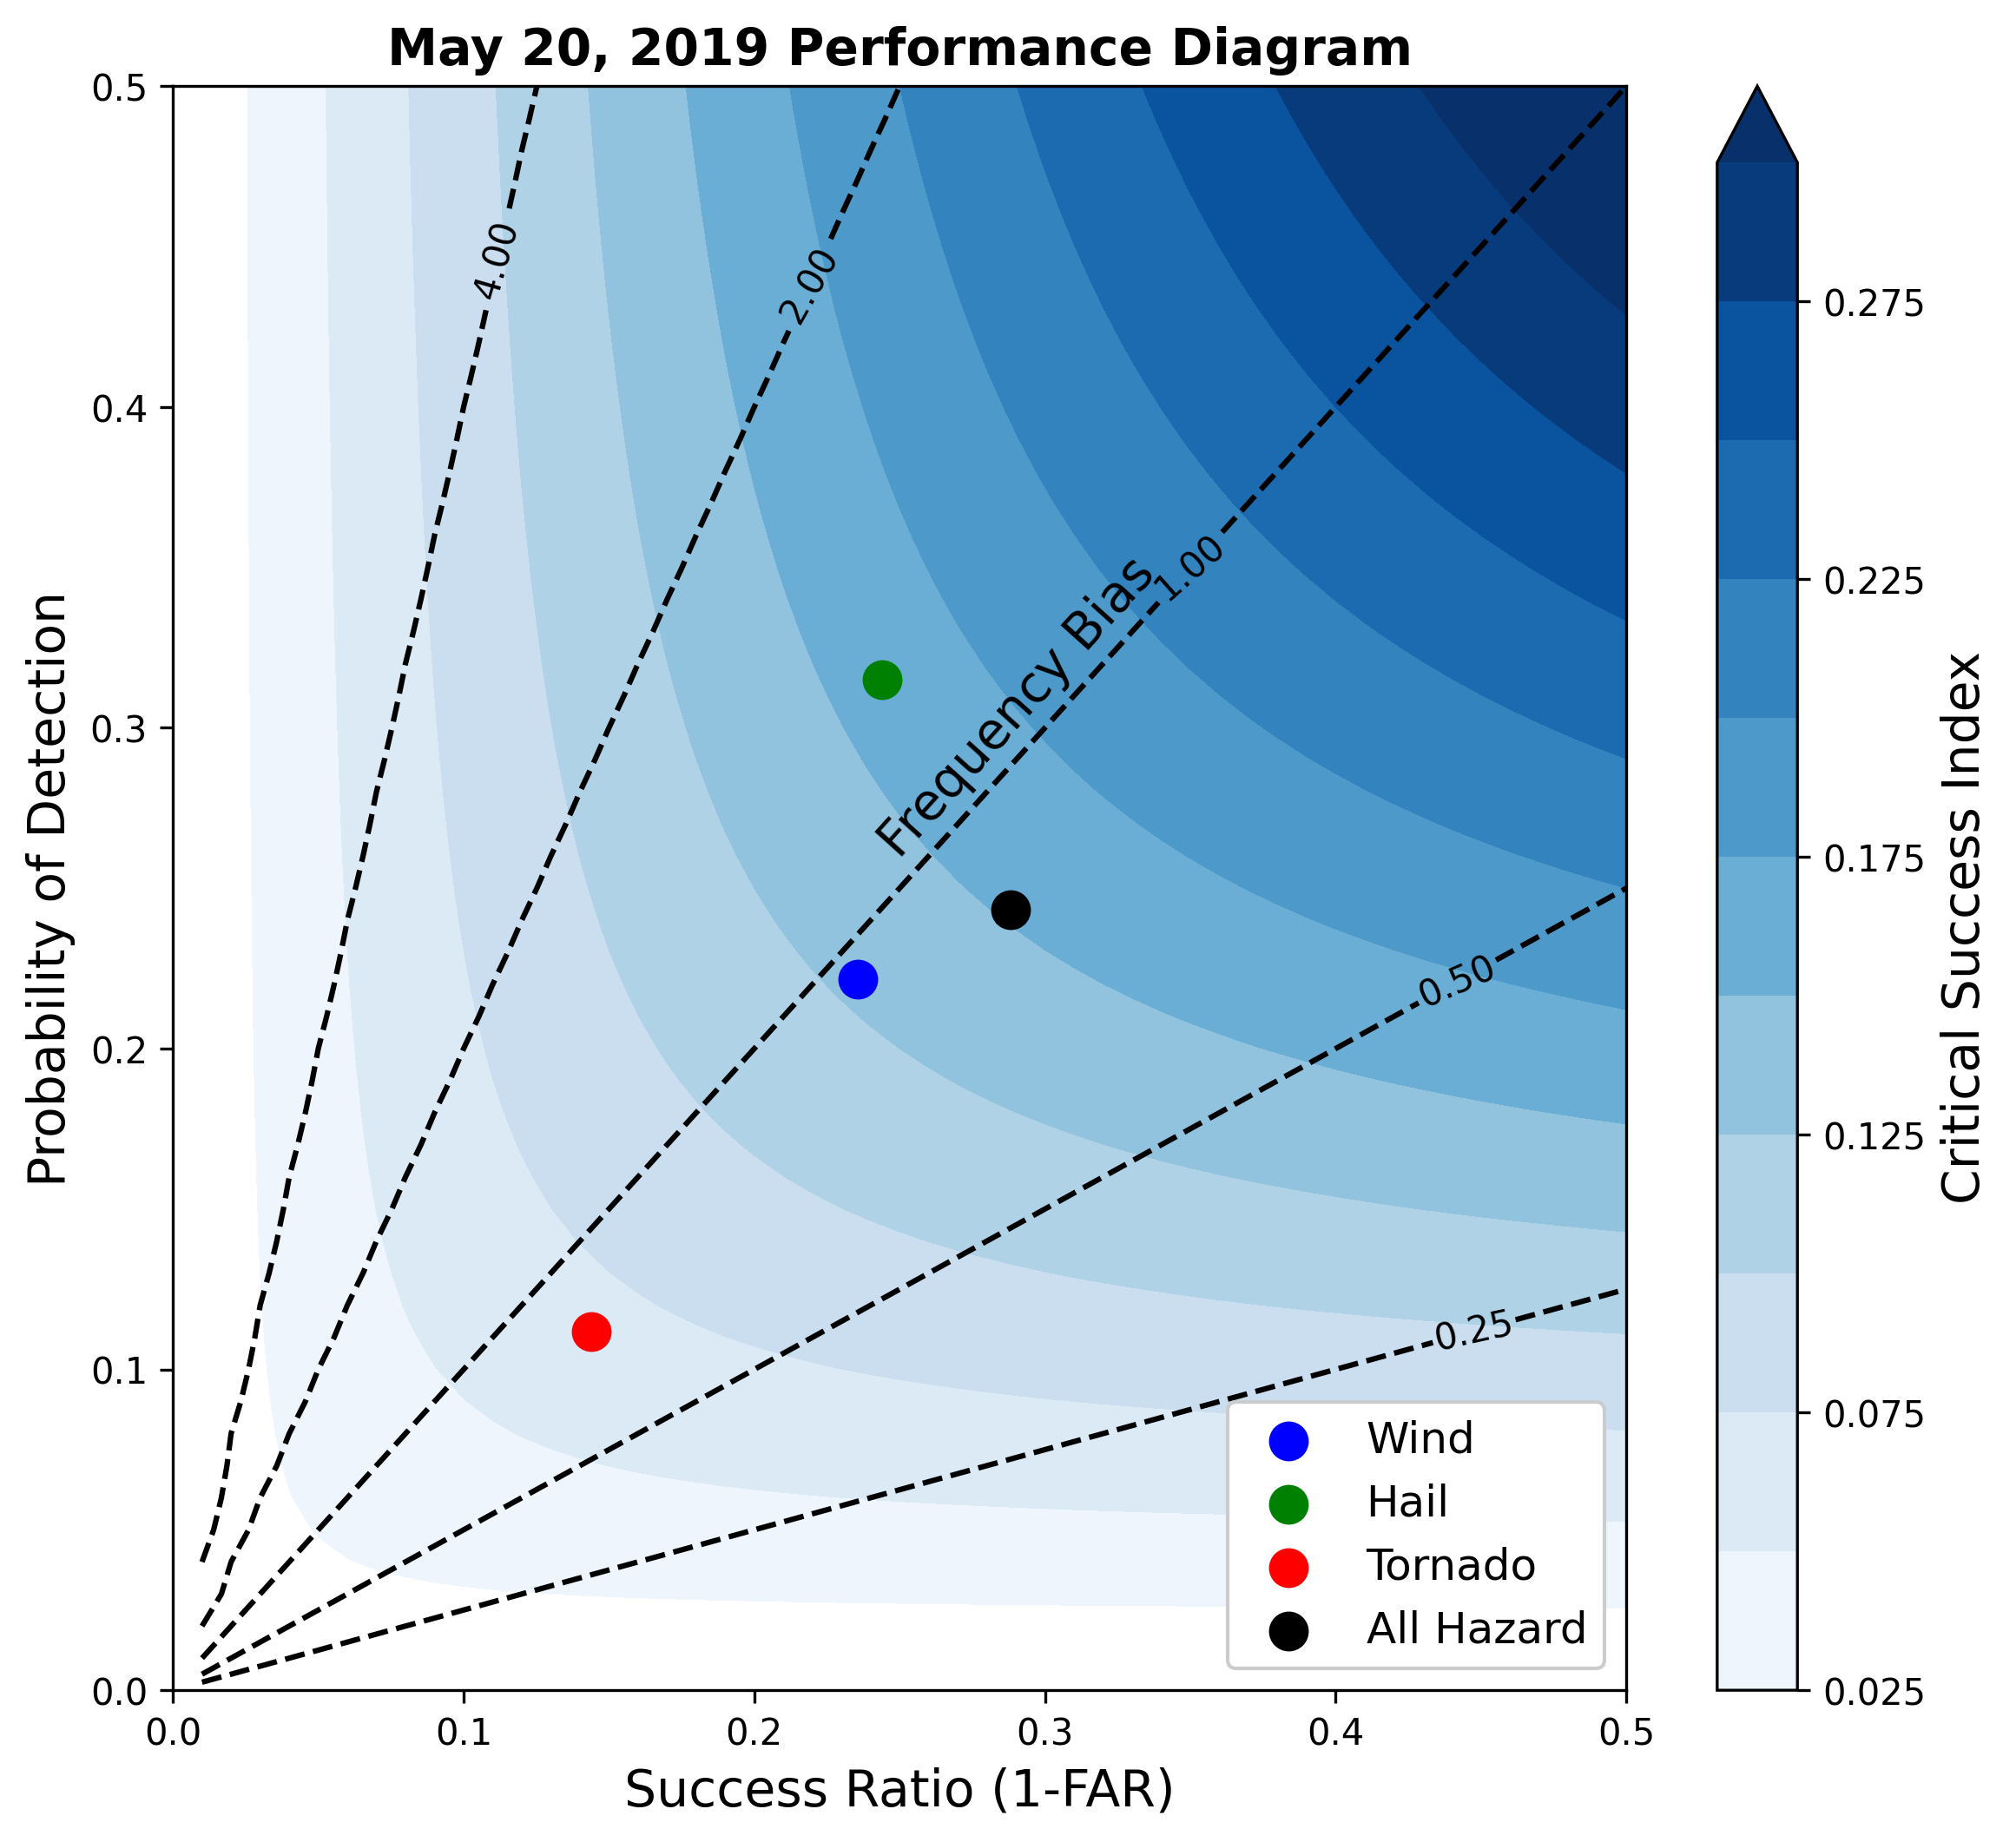 May 20, 2019 Performance Diagram
0.5
0.4
0.3
0.2
0.1
0.0
Probability of Detection
4.00
2.00
1.00
0.50
0.25
Frequency Bias
Wind
Hail
Tornado
All Hazard
0.0
0.1
0.2
0.3
0.4
0.5
Success Ratio (1-FAR)
0.275
0.225
0.175
0.125
0.075
0.025
Critical Success Index